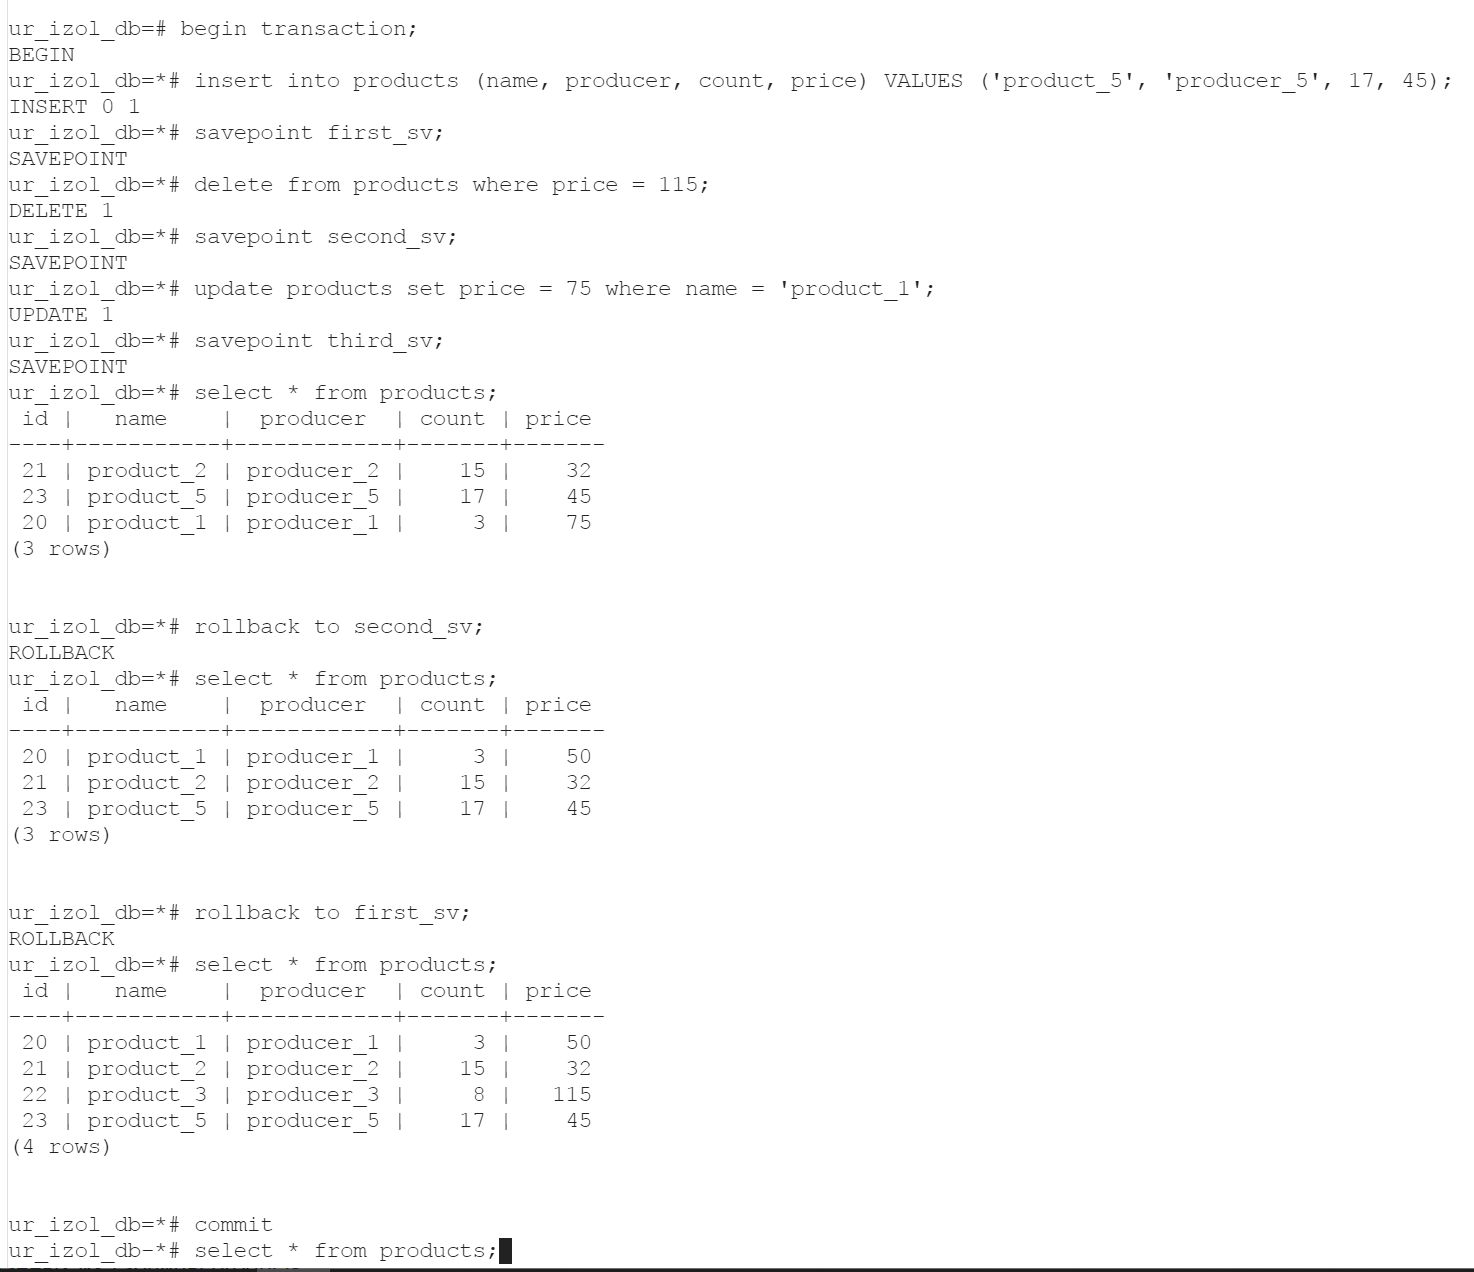 ur_izol_db=# begin transaction;
BEGIN
ur_izol_db=*# insert into products (name, producer, count, price) VALUES ('product_5', 'producer_5', 17, 45);
INSERT 0 1
ur_izol_db=*# savepoint first_sv;
SAVEPOINT
ur_izol_db=*# delete from products where price = 115;
DELETE 1
ur_izol_db=*# savepoint second_sv;
SAVEPOINT
ur_izol_db=*# update products set price = 75 where name = 'product_1';
UPDATE 1
ur_izol_db=*# savepoint third_sv;
SAVEPOINT
ur_izol_db=*# select * from products;
 id |   name    |  producer  | count | price
----+-----------+------------+-------+-------
 21 | product_2 | producer_2 |    15 |    32
 23 | product_5 | producer_5 |    17 |    45
 20 | product_1 | producer_1 |     3 |    75
(3 rows)
ur_izol_db=*# rollback to second_sv;
ROLLBACK
ur_izol_db=*# select * from products;
 id |   name    |  producer  | count | price
----+-----------+------------+-------+-------
 20 | product_1 | producer_1 |     3 |    50
 21 | product_2 | producer_2 |    15 |    32
 23 | product_5 | producer_5 |    17 |    45
(3 rows)
ur_izol_db=*# rollback to first_sv;
ROLLBACK
ur_izol_db=*# select * from products;
 id |   name    |  producer  | count | price
----+-----------+------------+-------+-------
 20 | product_1 | producer_1 |     3 |    50
 21 | product_2 | producer_2 |    15 |    32
 22 | product_3 | producer_3 |     8 |   115
 23 | product_5 | producer_5 |    17 |    45
(4 rows)
ur_izol_db=*# commit
ur_izol_db-*# select * from products;